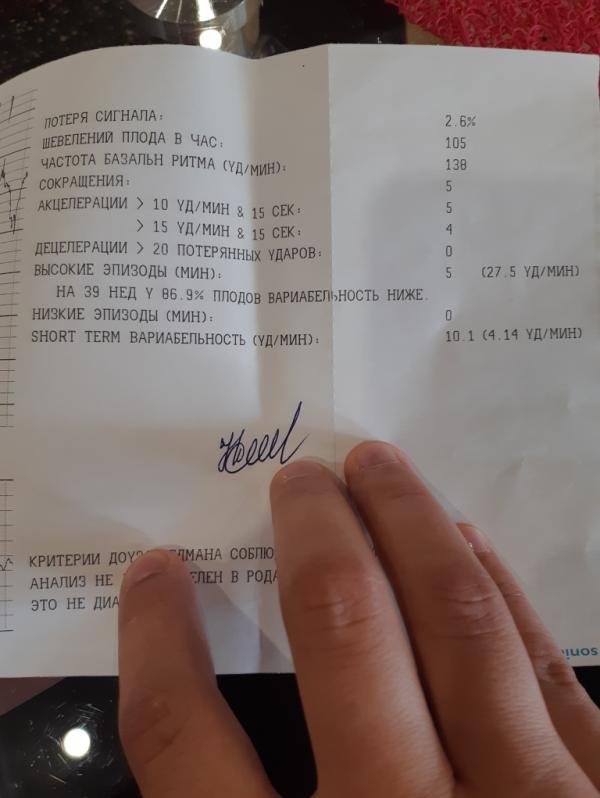 ПОТЕРЯ СИГНАЛА: 2.6%
ШЕВЕЛЕНИЙ ПЛОДА В ЧАС: 105
ЧАСТОТА БАЗАЛЬН РИТМА (УД/МИН): 138
СОКРАЩЕНИЯ: 5
АКЦЕЛЕРАЦИИ > 10 УД/МИН & 15 СЕК: 5
> 15 УД/МИН & 15 СЕК: 4
ДЕЦЕЛЕРАЦИИ > 20 ПОТЕРЯННЫХ УДАРОВ: 0
ВЫСОКИЕ ЭПИЗОДЫ (МИН): 5 (27.5 УД/МИН)
НА 39 НЕД У 86.9% ПЛОДОВ ВАРИАБЕЛЬНОСТЬ НИЖЕ.
НИЗКИЕ ЭПИЗОДЫ (МИН): 0
SHORT TERM ВАРИАБЕЛЬНОСТЬ (УД/МИН): 10.1 (4.14 УД/МИН)
КРИТЕРИИ
АНАЛИЗ НЕ В
ЭТО НЕ
soni